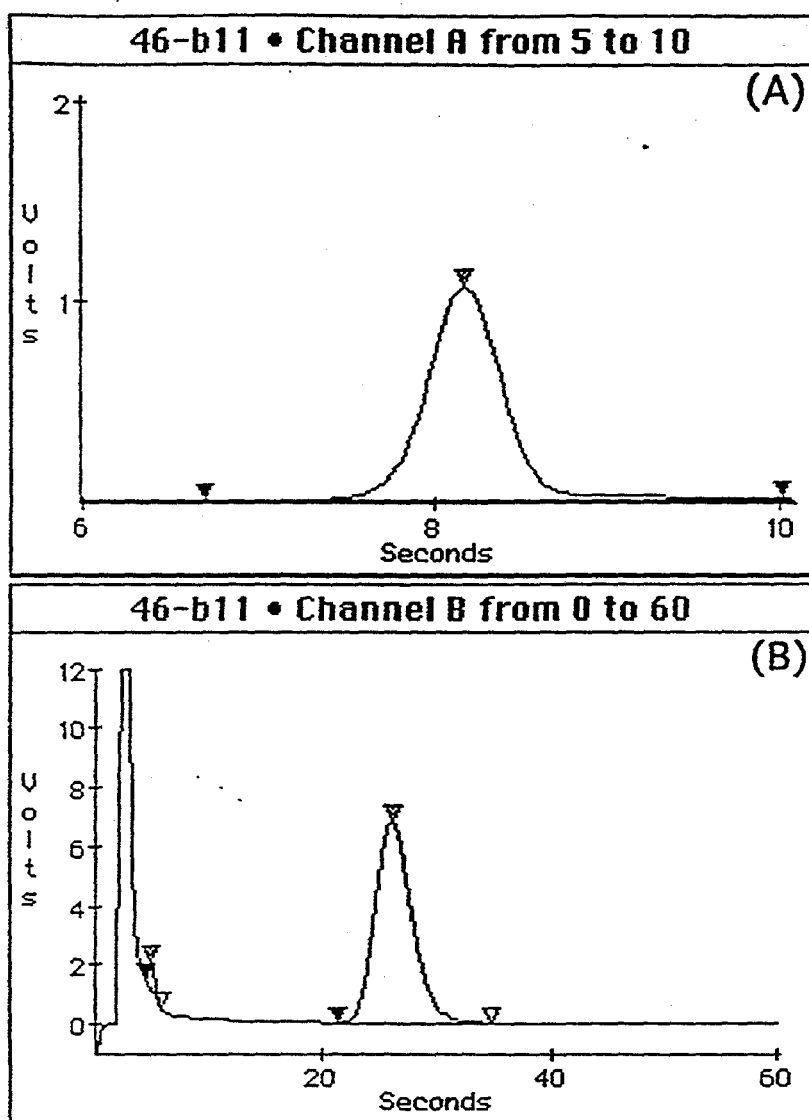 46-b11 • Channel A from 5 to 10
(A)
2
1
Volts
6
8
10
Seconds
46-b11 • Channel B from 0 to 60
(B)
12
10
8
6
4
2
0
Volts
20
40
60
Seconds